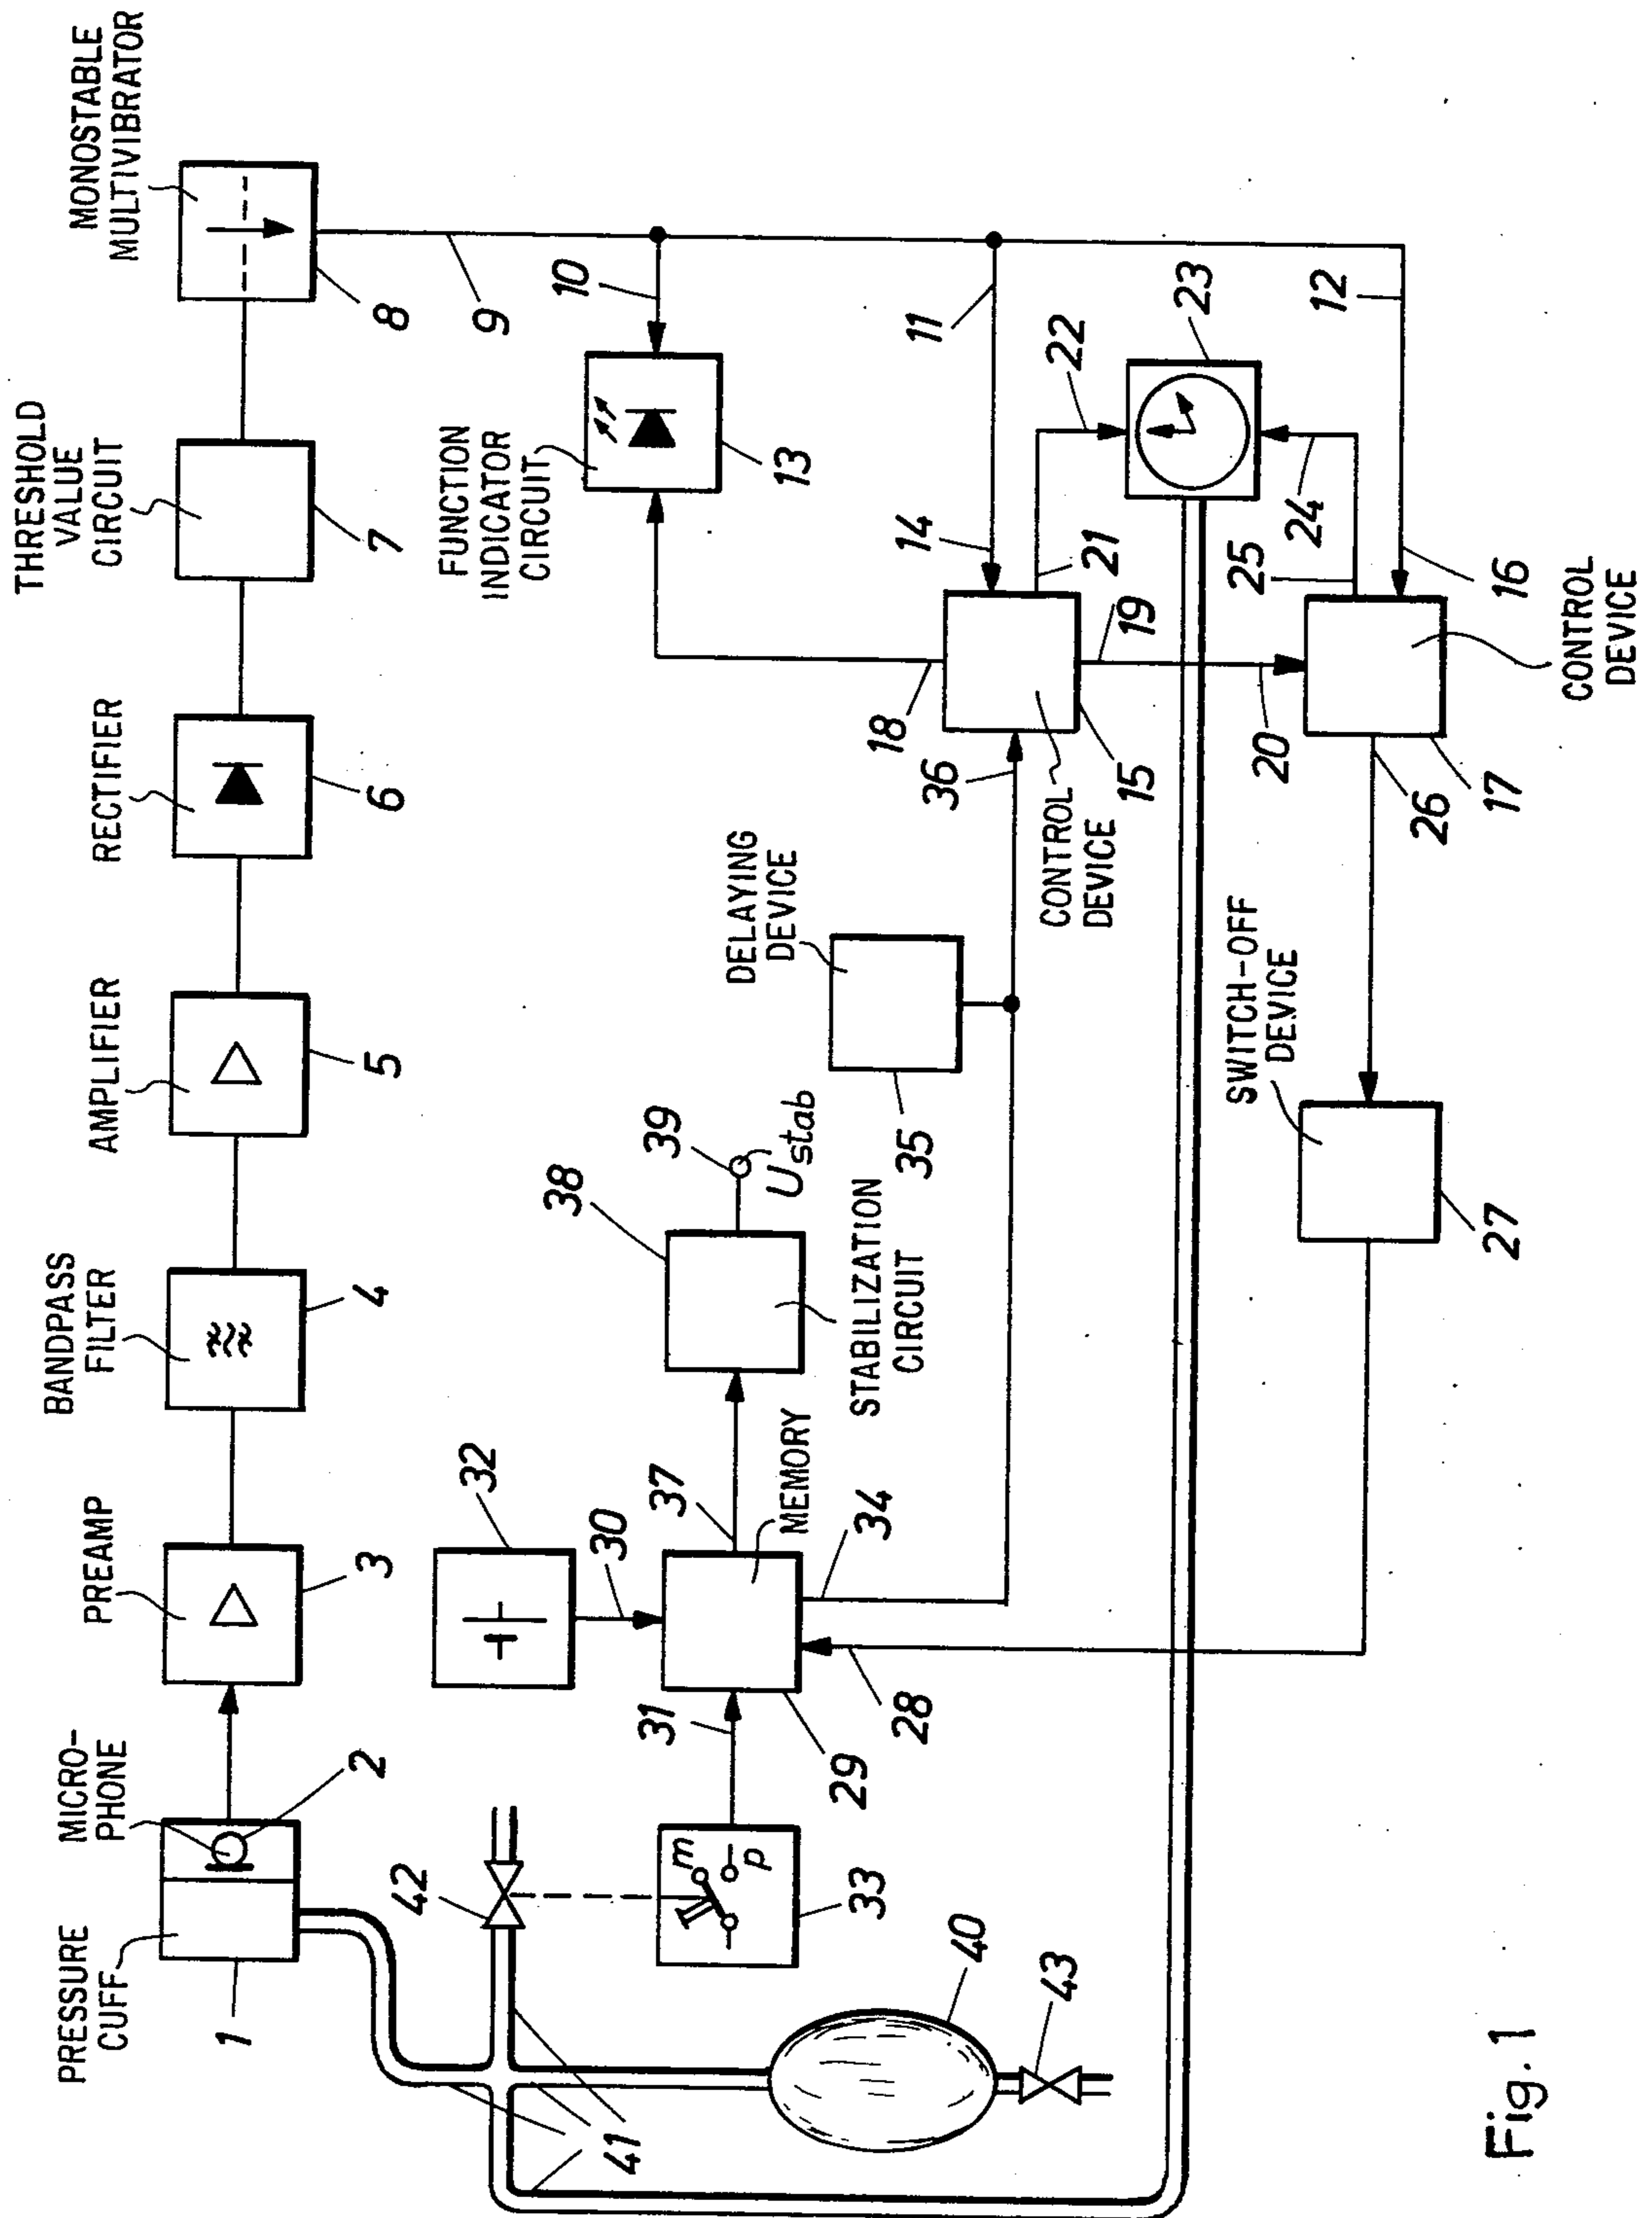 PRESSURE
CUFF
1
MICRO-
PHONE
2
PREAMP
3
BANDPASS
FILTER
4
AMPLIFIER
5
RECTIFIER
6
THRESHOLD
VALUE
CIRCUIT
7
MONOSTABLE
MULTIVIBRATOR
8
9
10
11
12
FUNCTION
INDICATOR
CIRCUIT
13
14
CONTROL
DEVICE
15
16
CONTROL
DEVICE
17
18
19
20
21
22
23
24
25
26
SWITCH-OFF
DEVICE
27
28
MEMORY
29
30
31
32
m
p
33
34
DELAYING
DEVICE
35
36
37
38
STABILIZATION
CIRCUIT
39
Ustab
40
41
42
43
Fig. 1